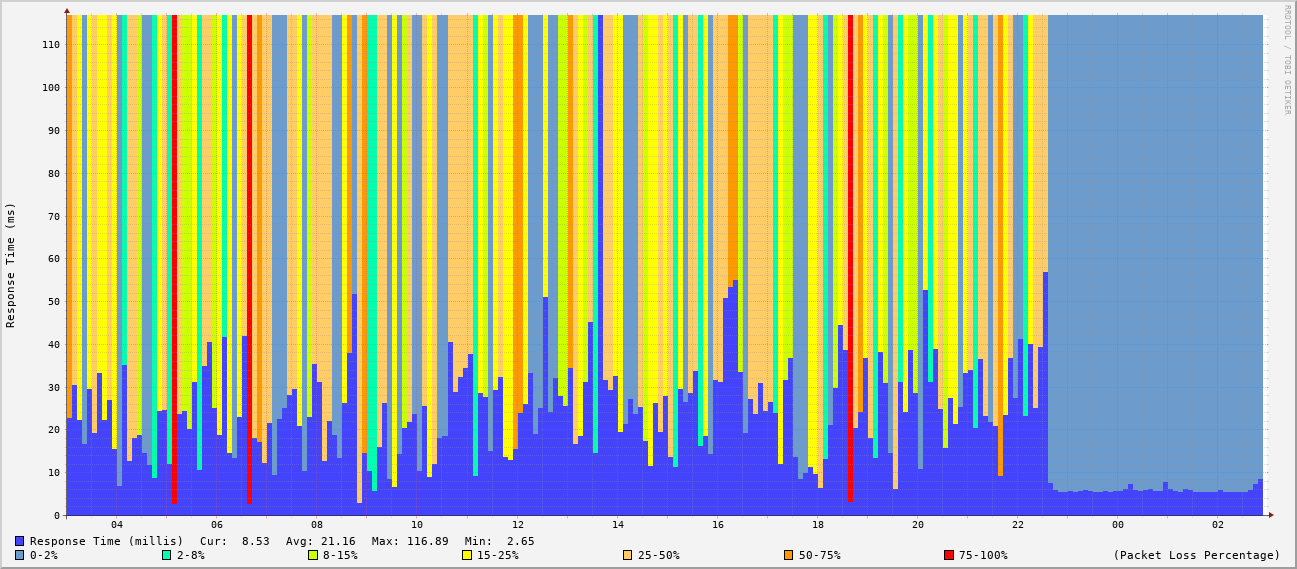 RRDTOOL / TOBI OETIKER
Response Time (ms)
110
100
90
80
70
60
50
40
30
20
10
0
04 06 08 10 12 14 16 18 20 22 00 02
Response Time (millis) Cur: 8.53 Avg: 21.16 Max: 116.89 Min: 2.65
0-2% 2-8% 8-15% 15-25% 25-50% 50-75% 75-100% (Packet Loss Percentage)